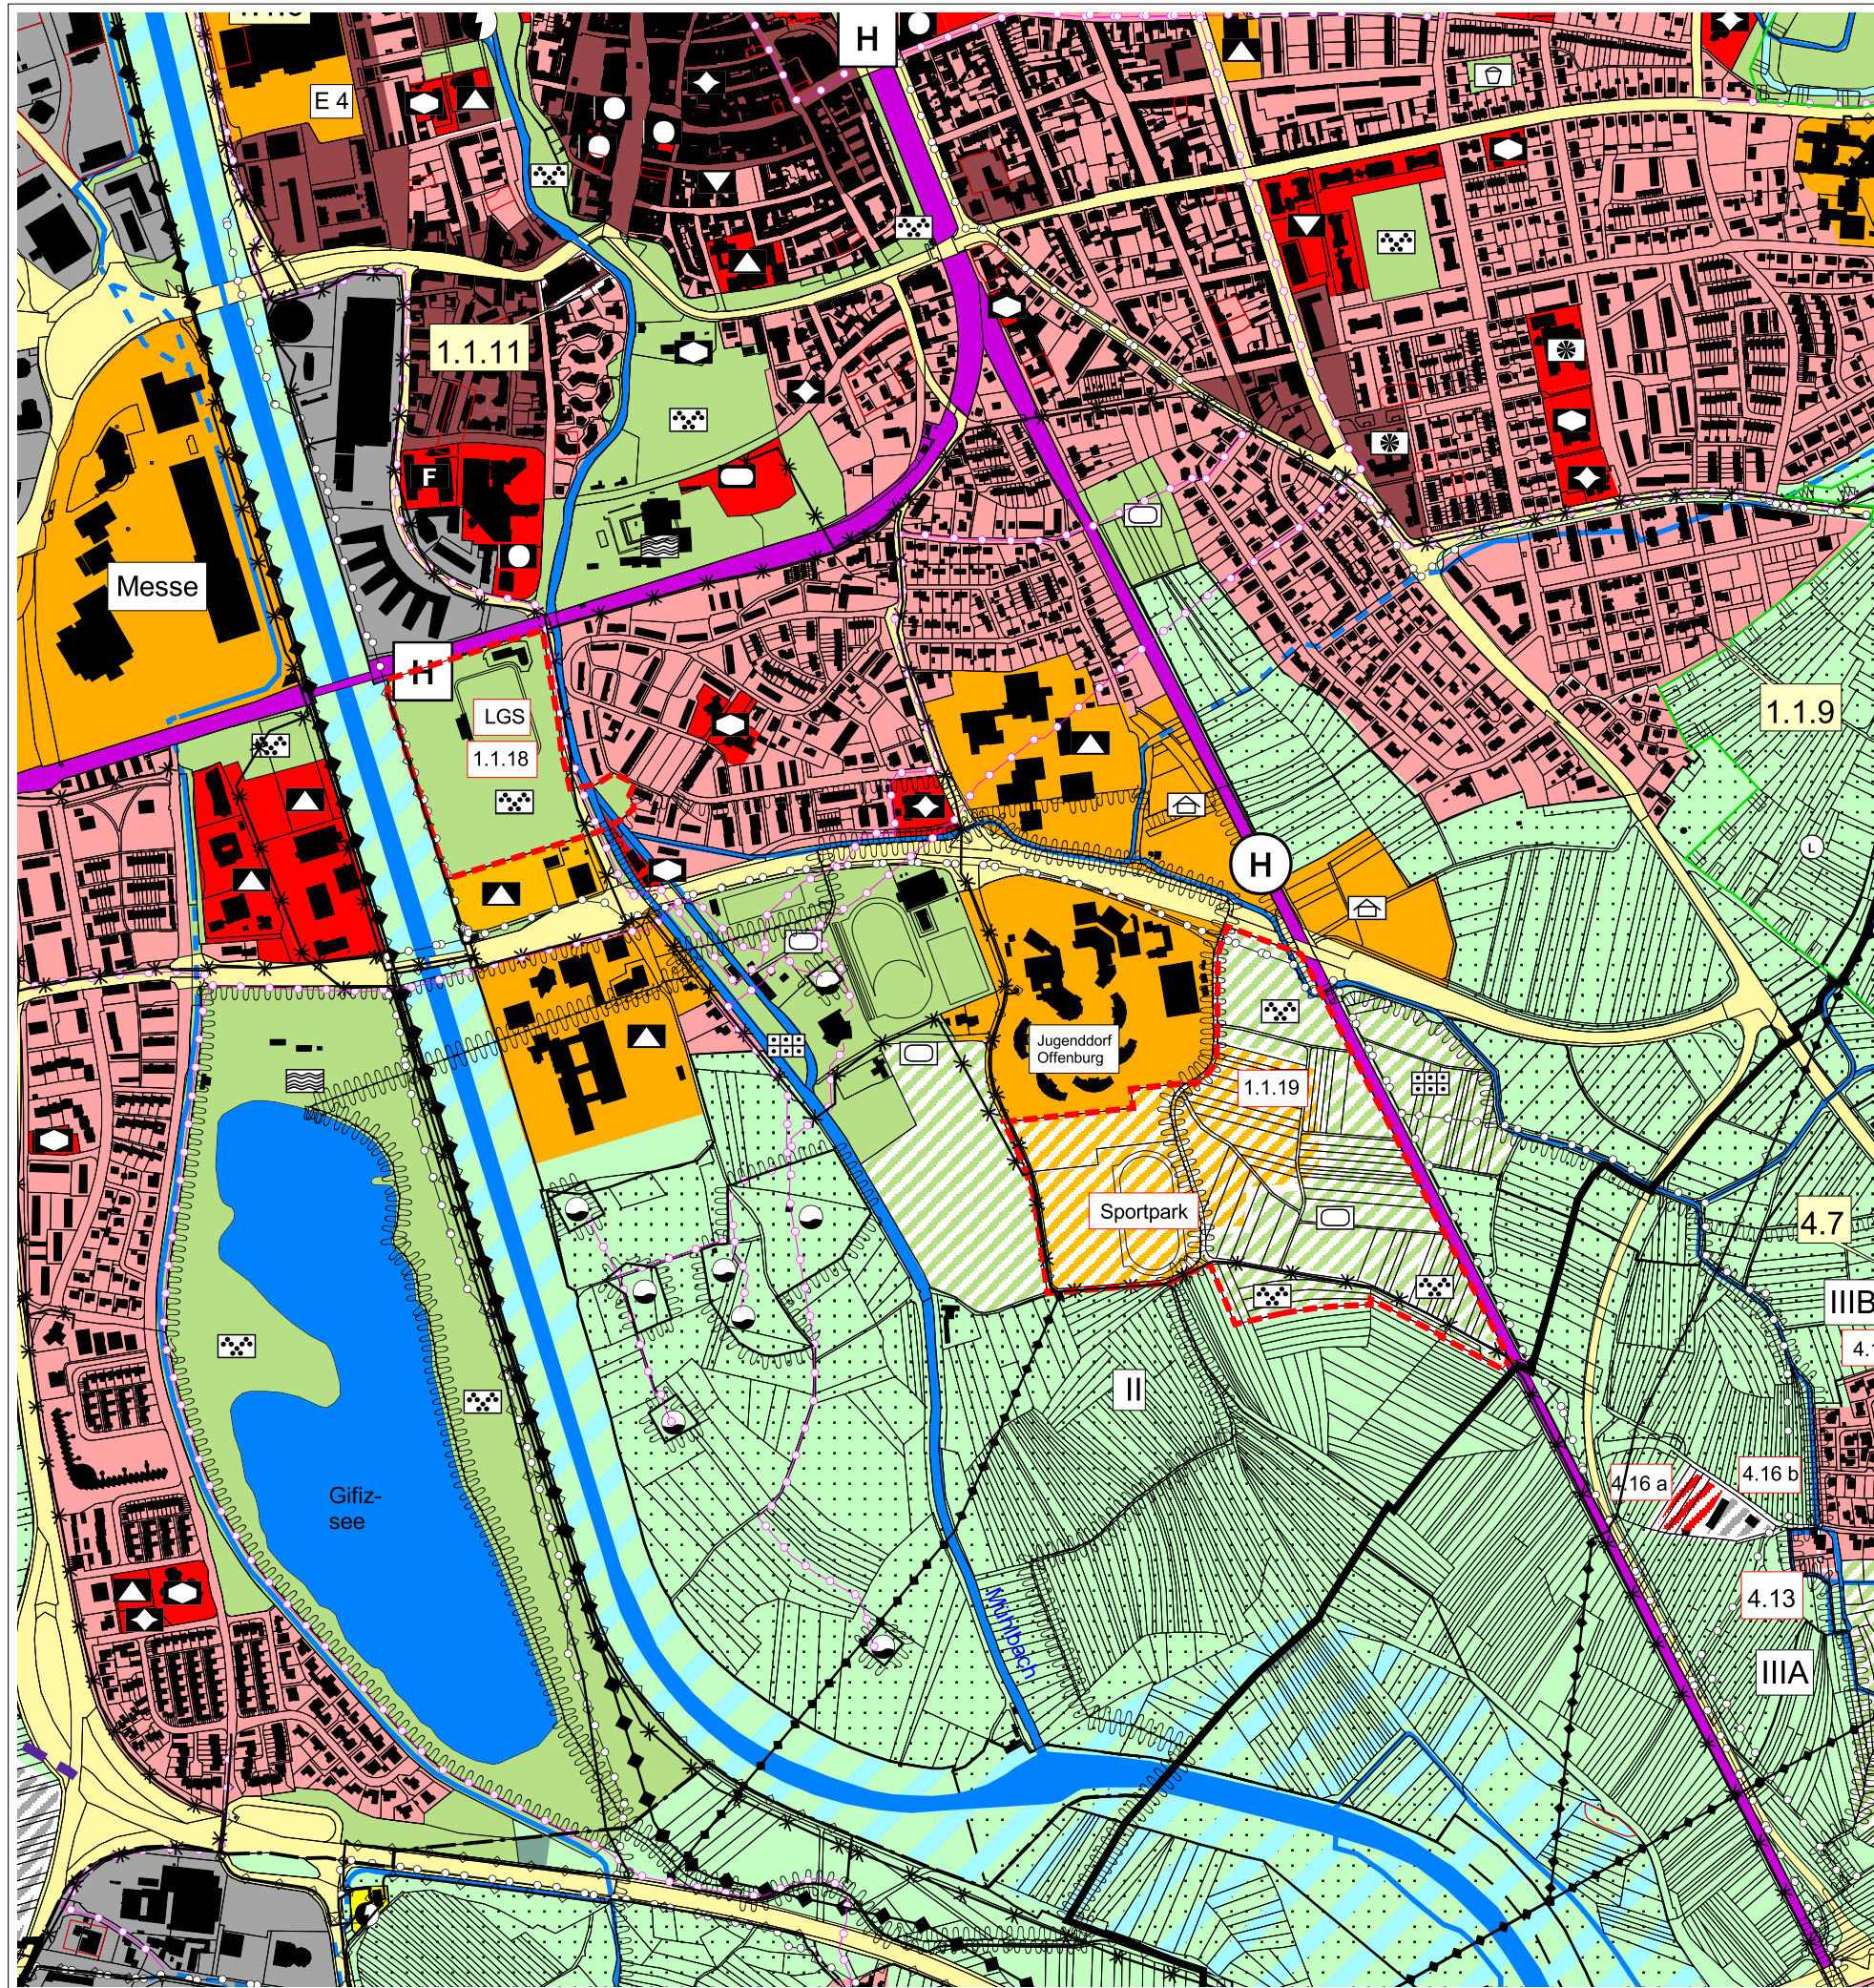 H
E 4
1.1.11
F
Messe
H
LGS
1.1.18
1.1.9
L
H
Jugenddorf
Offenburg
1.1.19
Sportpark
4.7
IIIB
II
4.16 a
4.16 b
Gifiz-
see
4.13
Mühlbach
IIIA